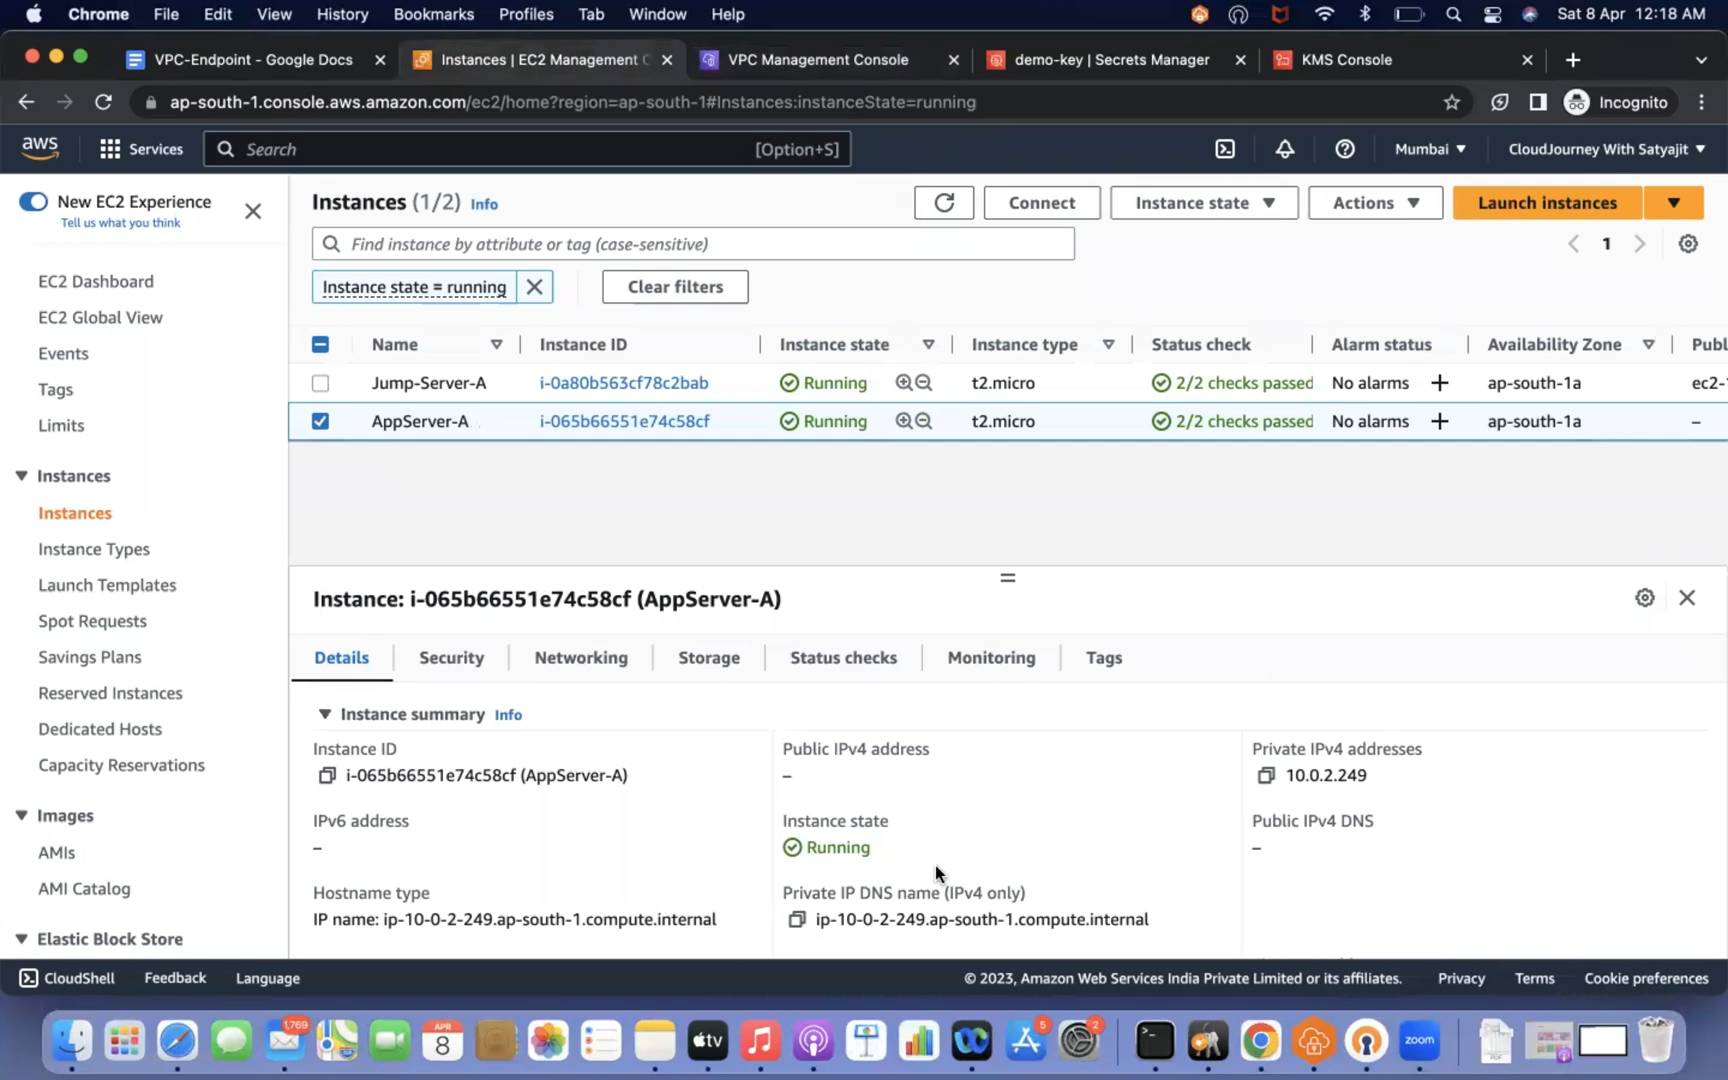 Chrome File Edit View History Bookmarks Profiles Tab Window Help Sat 8 Apr 12:18 AM
VPC-Endpoint - Google Docs Instances | EC2 Management C VPC Management Console demo-key | Secrets Manager KMS Console
ap-south-1.console.aws.amazon.com/ec2/home?region=ap-south-1#Instances:instanceState=running Incognito
aws Services Search [Option+S] Mumbai CloudJourney With Satyajit
New EC2 Experience
Tell us what you think
EC2 Dashboard
EC2 Global View
Events
Tags
Limits
Instances
Instances
Instance Types
Launch Templates
Spot Requests
Savings Plans
Reserved Instances
Dedicated Hosts
Capacity Reservations
Images
AMIs
AMI Catalog
Elastic Block Store
Instances (1/2) Info Connect Instance state Actions Launch instances
Find instance by attribute or tag (case-sensitive) 1
Instance state = running Clear filters
Name Instance ID Instance state Instance type Status check Alarm status Availability Zone Publ
Jump-Server-A i-0a80b563cf78c2bab Running t2.micro 2/2 checks passed No alarms + ap-south-1a ec2-
AppServer-A i-065b66551e74c58cf Running t2.micro 2/2 checks passed No alarms + ap-south-1a –
Instance: i-065b66551e74c58cf (AppServer-A)
Details Security Networking Storage Status checks Monitoring Tags
Instance summary Info
Instance ID Public IPv4 address Private IPv4 addresses
i-065b66551e74c58cf (AppServer-A) – 10.0.2.249
IPv6 address Instance state Public IPv4 DNS
– Running –
Hostname type Private IP DNS name (IPv4 only)
IP name: ip-10-0-2-249.ap-south-1.compute.internal ip-10-0-2-249.ap-south-1.compute.internal
CloudShell Feedback Language © 2023, Amazon Web Services India Private Limited or its affiliates. Privacy Terms Cookie preferences
1,769 APR 8 tv 5 2 zoom